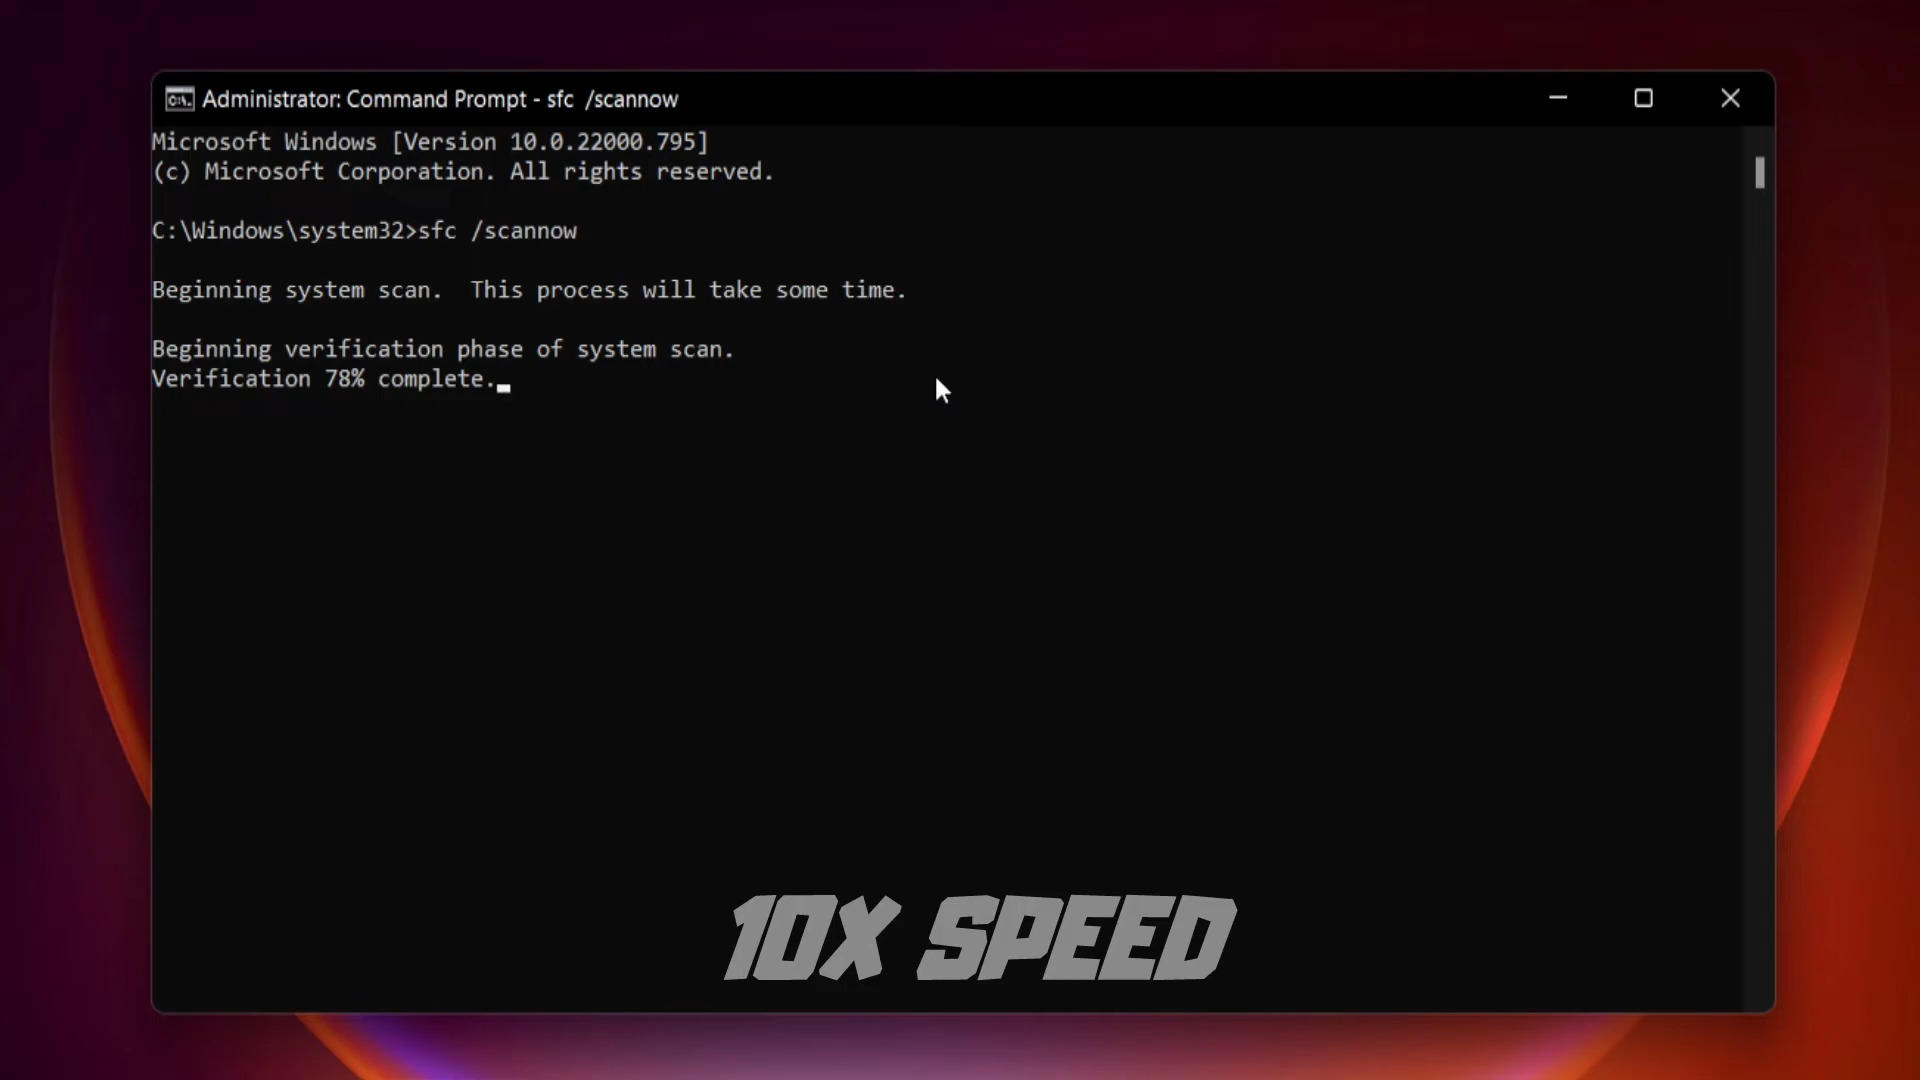 Administrator: Command Prompt - sfc  /scannow
Microsoft Windows [Version 10.0.22000.795]
(c) Microsoft Corporation. All rights reserved.
C:\Windows\system32>sfc /scannow
Beginning system scan.  This process will take some time.
Beginning verification phase of system scan.
Verification 78% complete.
10X SPEED